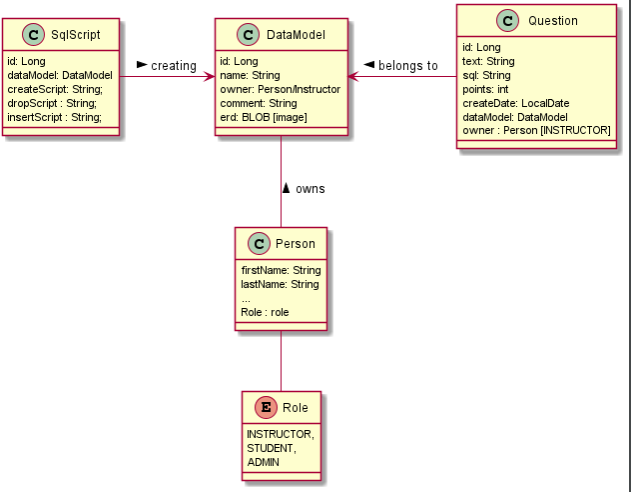 C SqlScript
id: Long
dataModel: DataModel
createScript: String;
dropScript : String;
insertScript : String;
creating
C DataModel
id: Long
name: String
owner: Person/Instructor
comment: String
erd: BLOB [image]
belongs to
C Question
id: Long
text: String
sql: String
points: int
createDate: LocalDate
dataModel: DataModel
owner : Person [INSTRUCTOR]
owns
C Person
firstName: String
lastName: String
...
Role : role
E Role
INSTRUCTOR,
STUDENT,
ADMIN